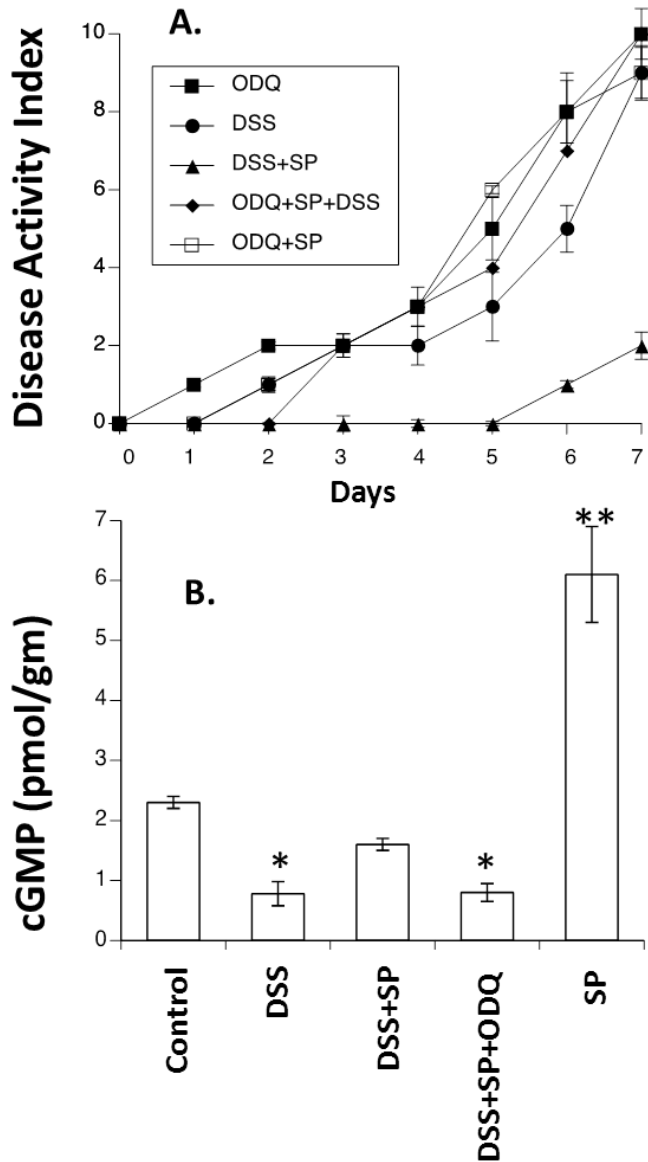 A.
10
8
6
4
2
0
Disease Activity Index
ODQ
DSS
DSS+SP
ODQ+SP+DSS
ODQ+SP
0 1 2 3 4 5 6 7
Days
B.
7
6
5
4
3
2
1
0
cGMP (pmol/gm)
*
*
**
Control
DSS
DSS+SP
DSS+SP+ODQ
SP